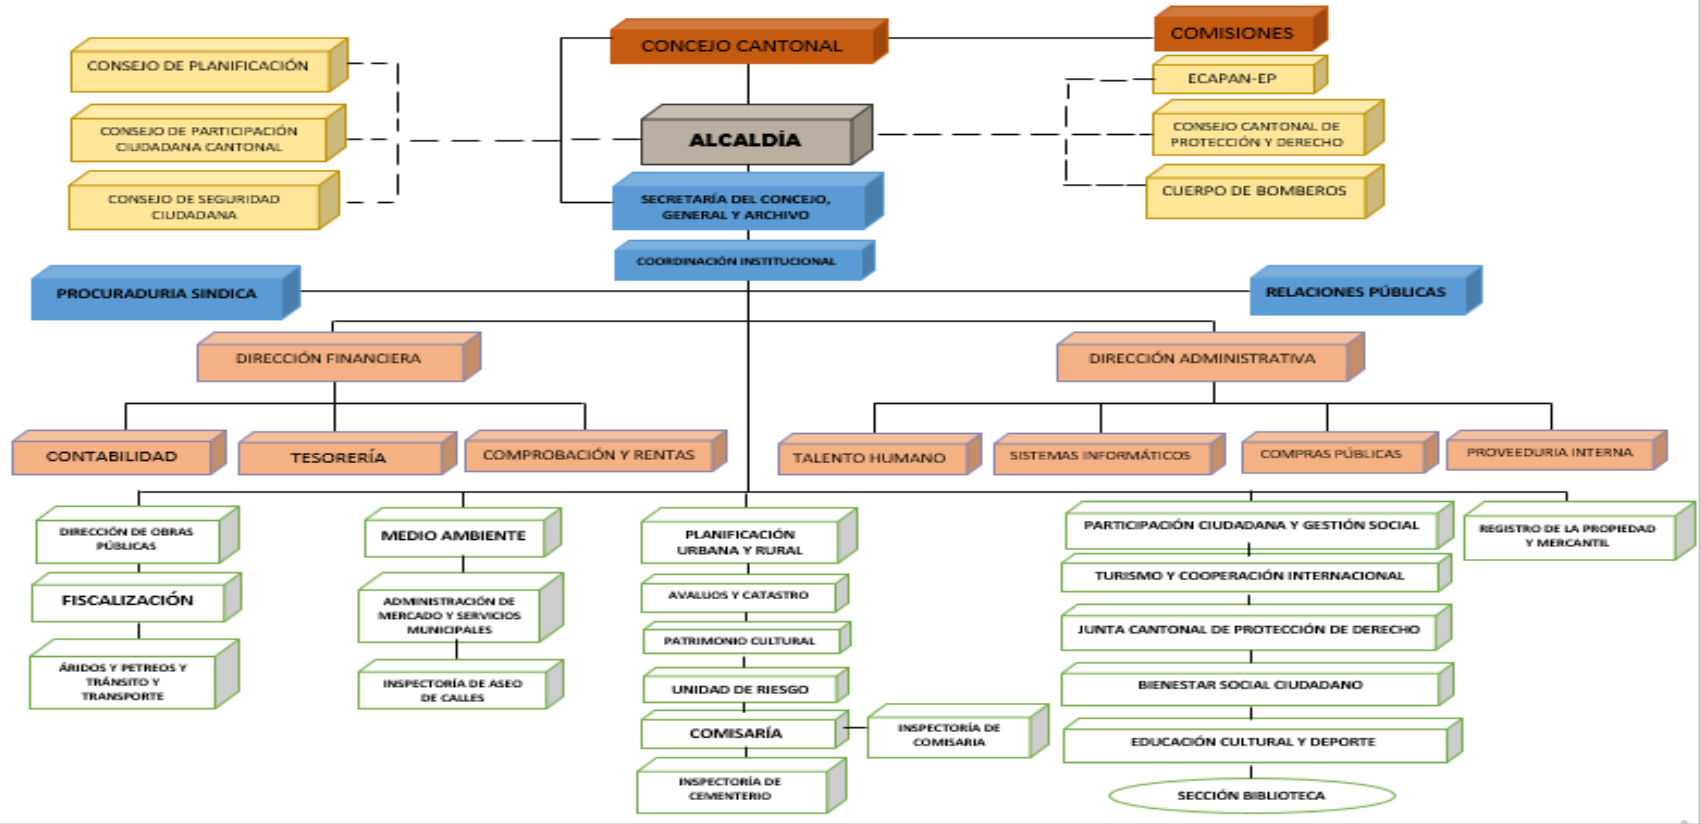 CONCEJO CANTONAL
COMISIONES
CONSEJO DE PLANIFICACIÓN
ECAPAN-EP
CONSEJO DE PARTICIPACIÓN
CIUDADANA CANTONAL
ALCALDÌA
CONSEJO CANTONAL DE
PROTECCIÓN Y DERECHO
CONSEJO DE SEGURIDAD
CIUDADANA
SECRETARÍA DEL CONCEJO,
GENERAL Y ARCHIVO
CUERPO DE BOMBEROS
COORDINACIÓN INSTITUCIONAL
PROCURADURIA SINDICA
RELACIONES PÚBLICAS
DIRECCIÓN FINANCIERA
DIRECCIÓN ADMINISTRATIVA
CONTABILIDAD
TESORERÍA
COMPROBACIÓN Y RENTAS
TALENTO HUMANO
SISTEMAS INFORMÁTICOS
COMPRAS PÚBLICAS
PROVEEDURIA INTERNA
DIRECCIÓN DE OBRAS
PÚBLICAS
FISCALIZACIÓN
ÁRIDOS Y PETREOS Y
TRÁNSITO Y
TRANSPORTE
MEDIO AMBIENTE
ADMINISTRACIÓN DE
MERCADO Y SERVICIOS
MUNICIPALES
INSPECTORÍA DE ASEO
DE CALLES
PLANIFICACIÓN
URBANA Y RURAL
AVALUOS Y CATASTRO
PATRIMONIO CULTURAL
UNIDAD DE RIESGO
COMISARÍA
INSPECTORÍA DE
COMISARIA
INSPECTORÍA DE
CEMENTERIO
PARTICIPACIÓN CIUDADANA Y GESTIÓN SOCIAL
TURISMO Y COOPERACIÓN INTERNACIONAL
JUNTA CANTONAL DE PROTECCIÓN DE DERECHO
BIENESTAR SOCIAL CIUDADANO
EDUCACIÓN CULTURAL Y DEPORTE
SECCIÓN BIBLIOTECA
REGISTRO DE LA PROPIEDAD
Y MERCANTIL